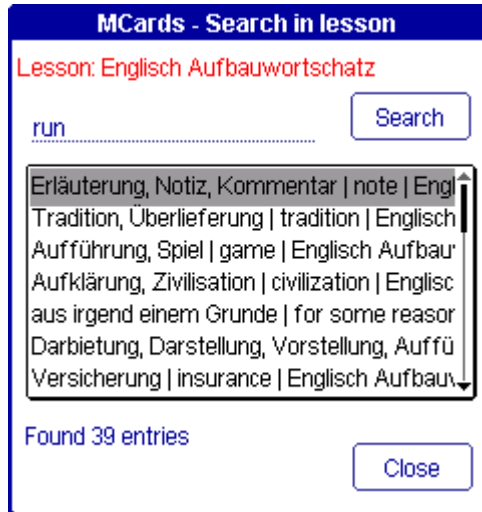 MCards - Search in lesson
Lesson: Englisch Aufbauwortschatz
run
Search
Erläuterung, Notiz, Kommentar | note | Engl
Tradition, Überlieferung | tradition | Englisch
Aufführung, Spiel | game | Englisch Aufbau
Aufklärung, Zivilisation | civilization | Englisc
aus irgend einem Grunde | for some reasor
Darbietung, Darstellung, Vorstellung, Auffü
Versicherung | insurance | Englisch Aufbau
Found 39 entries
Close